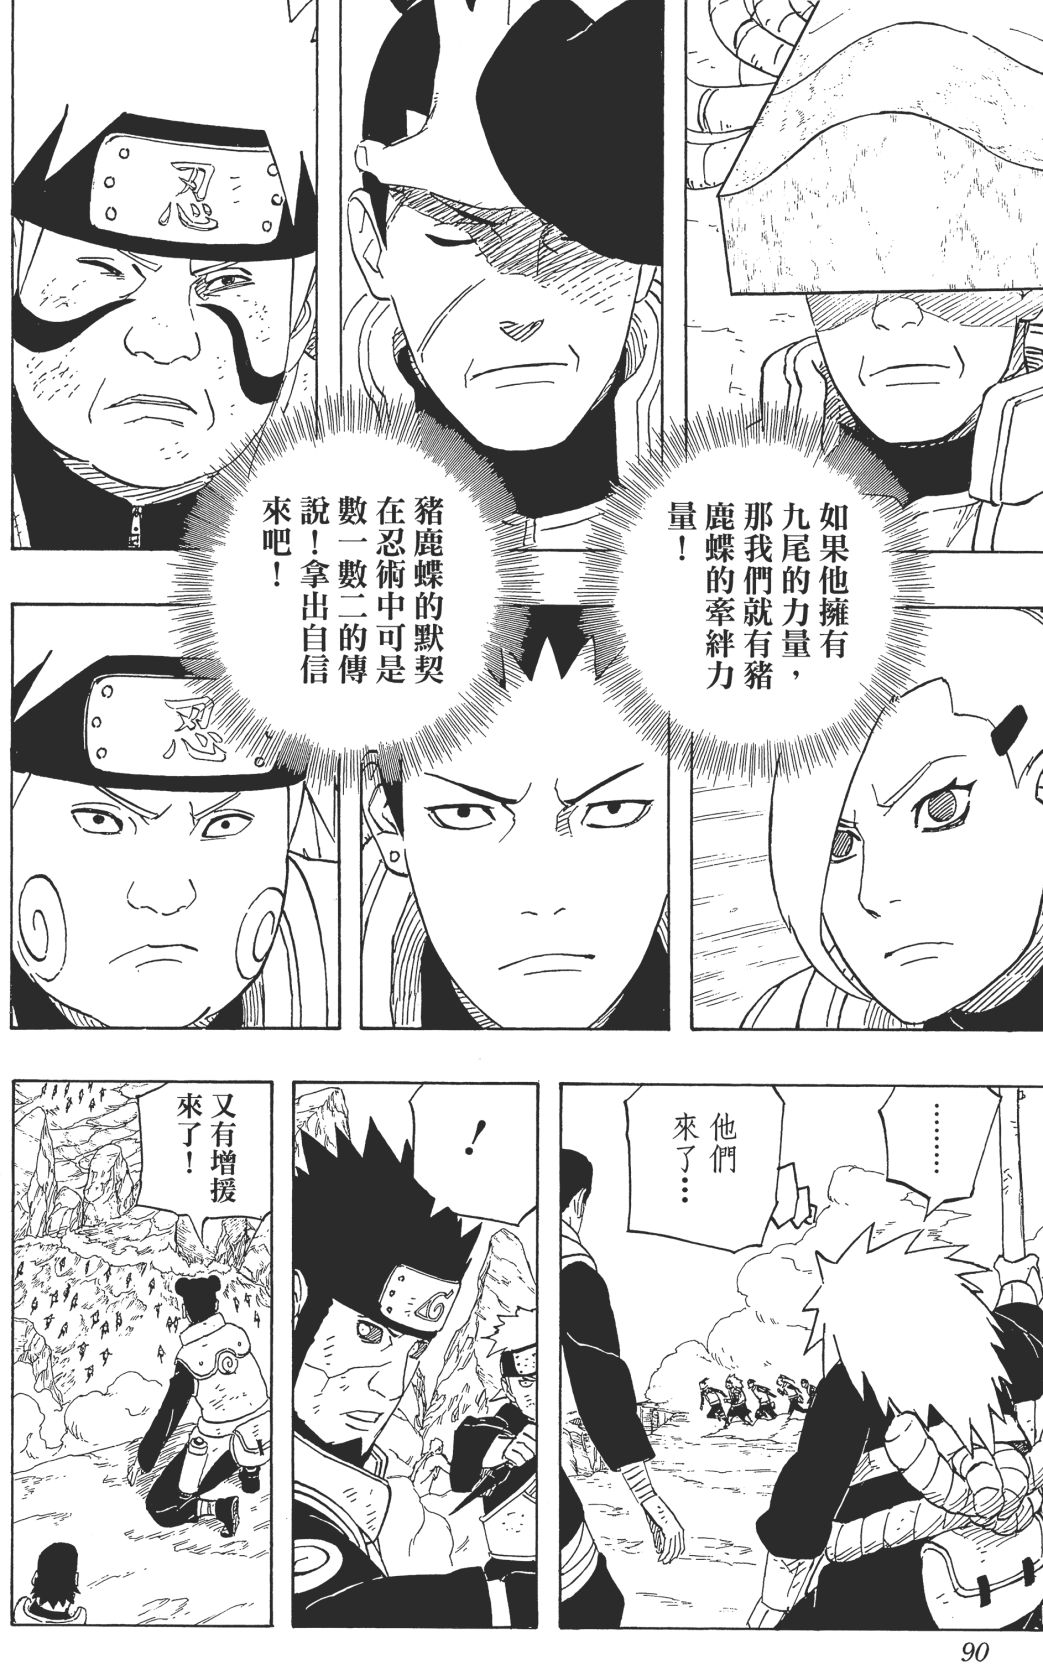 如果他擁有
九尾的力量，
那我們就有豬
鹿蝶的牽絆力
量！
豬鹿蝶的默契
在忍術中可是
數一數二的傳
說！拿出自信
來吧！
忍
忍
………
他們
來了…
！
又有增援
來了！
90